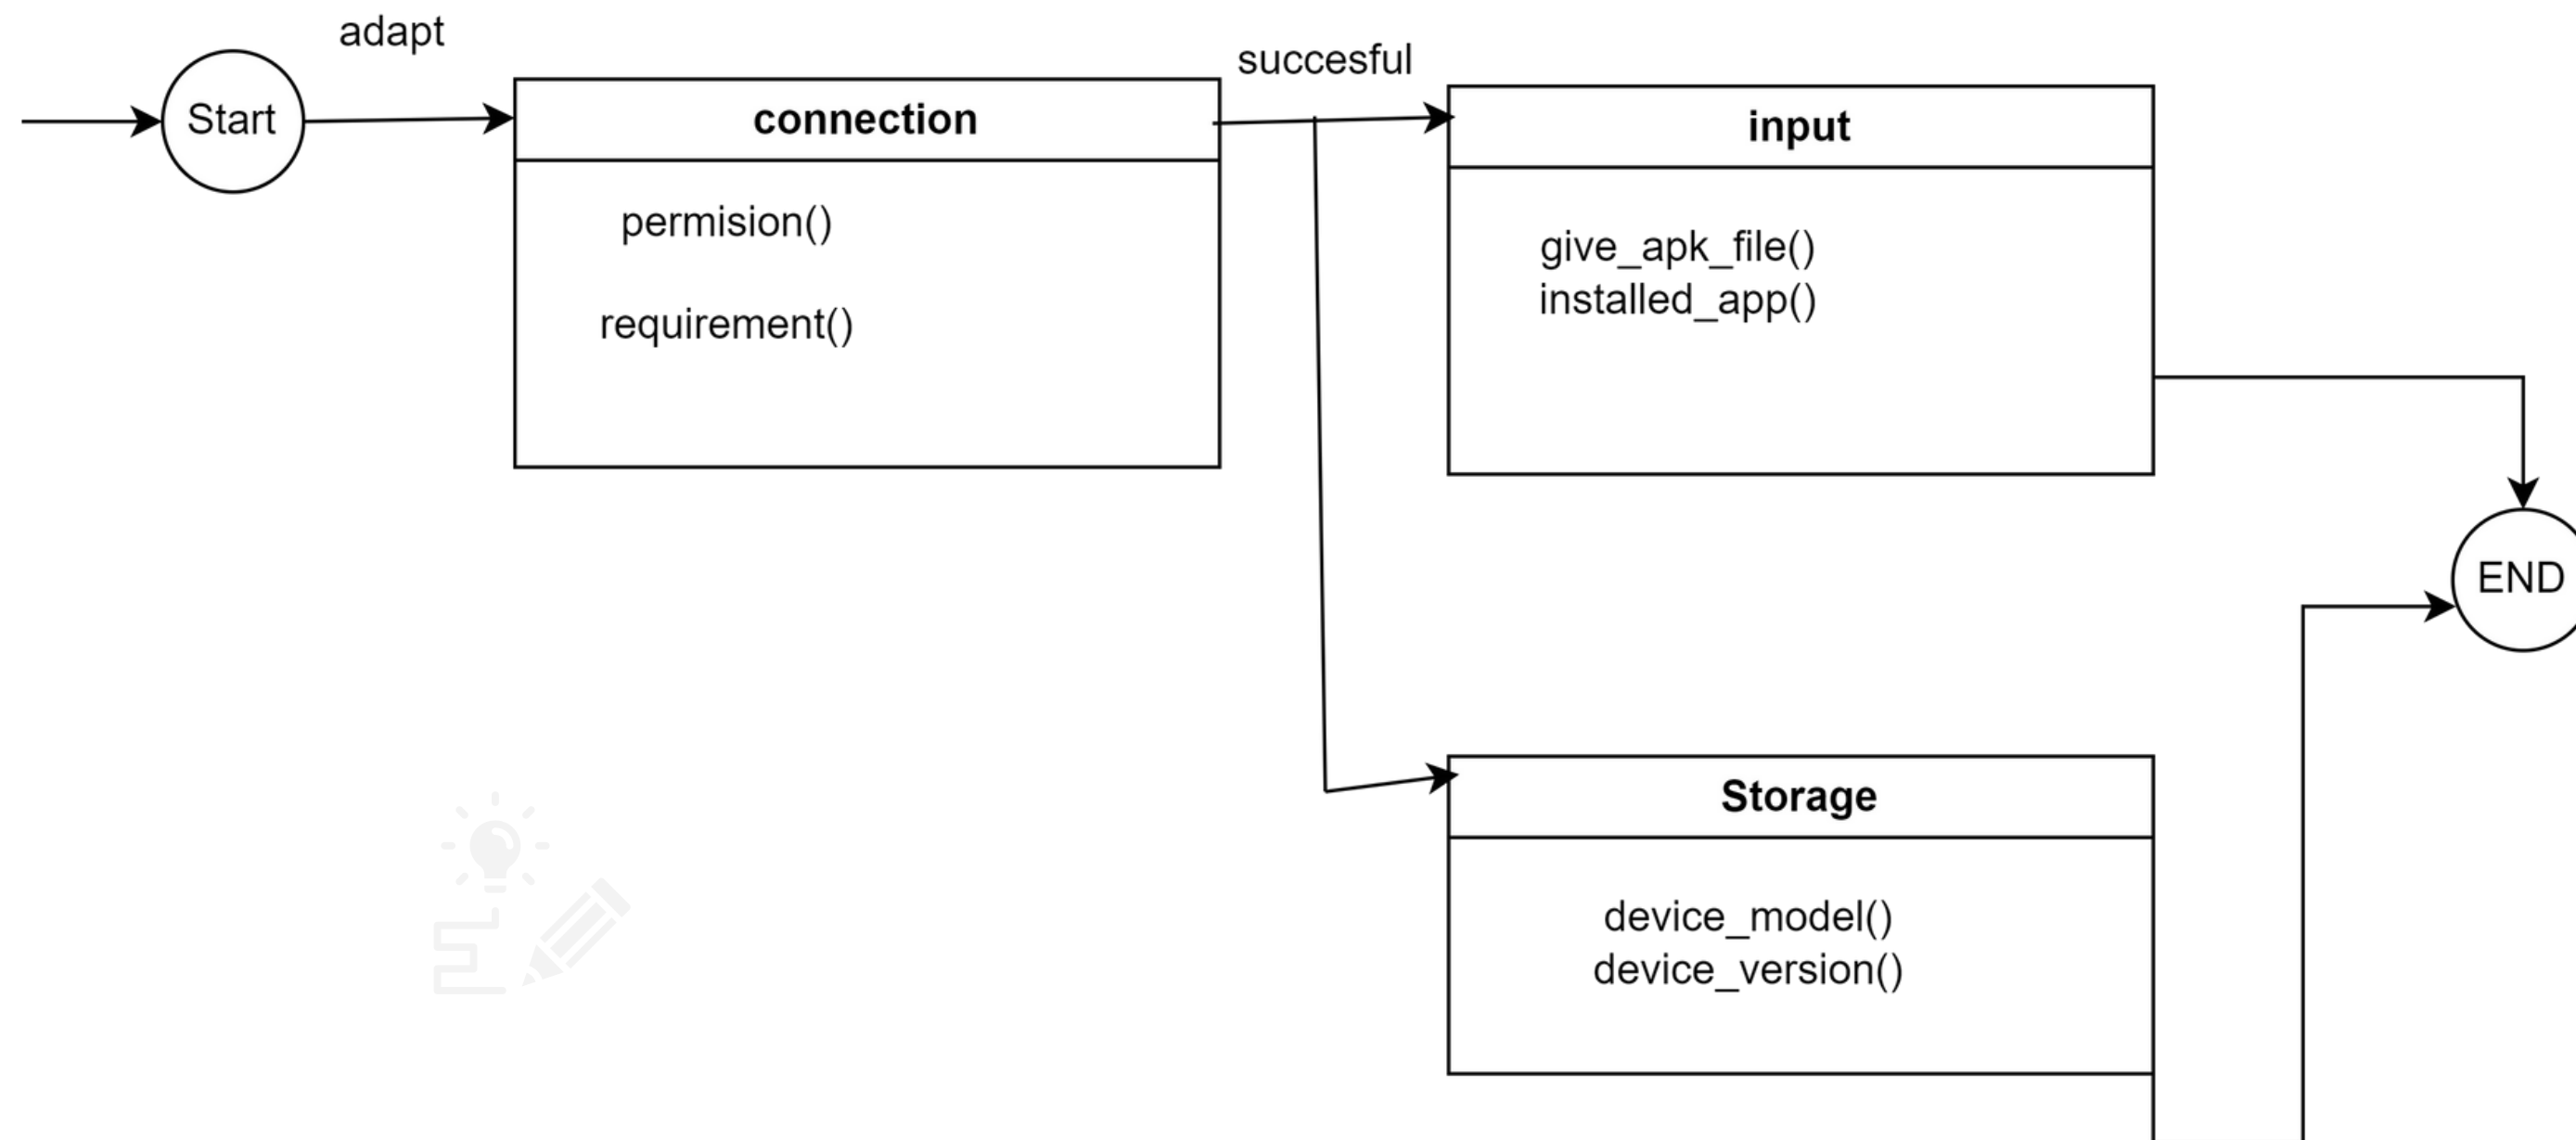 adapt
Start
connection
permision()
requirement()
succesful
input
give_apk_file()
installed_app()
END
Storage
device_model()
device_version()